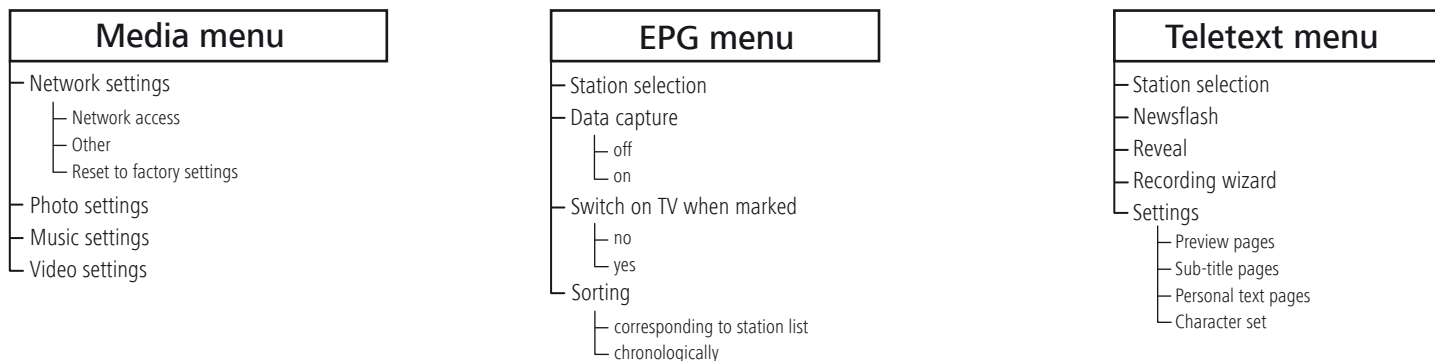 Media menu
Network settings
Network access
Other
Reset to factory settings
Photo settings
Music settings
Video settings
EPG menu
Station selection
Data capture
off
on
Switch on TV when marked
no
yes
Sorting
corresponding to station list
chronologically
Teletext menu
Station selection
Newsflash
Reveal
Recording wizard
Settings
Preview pages
Sub-title pages
Personal text pages
Character set